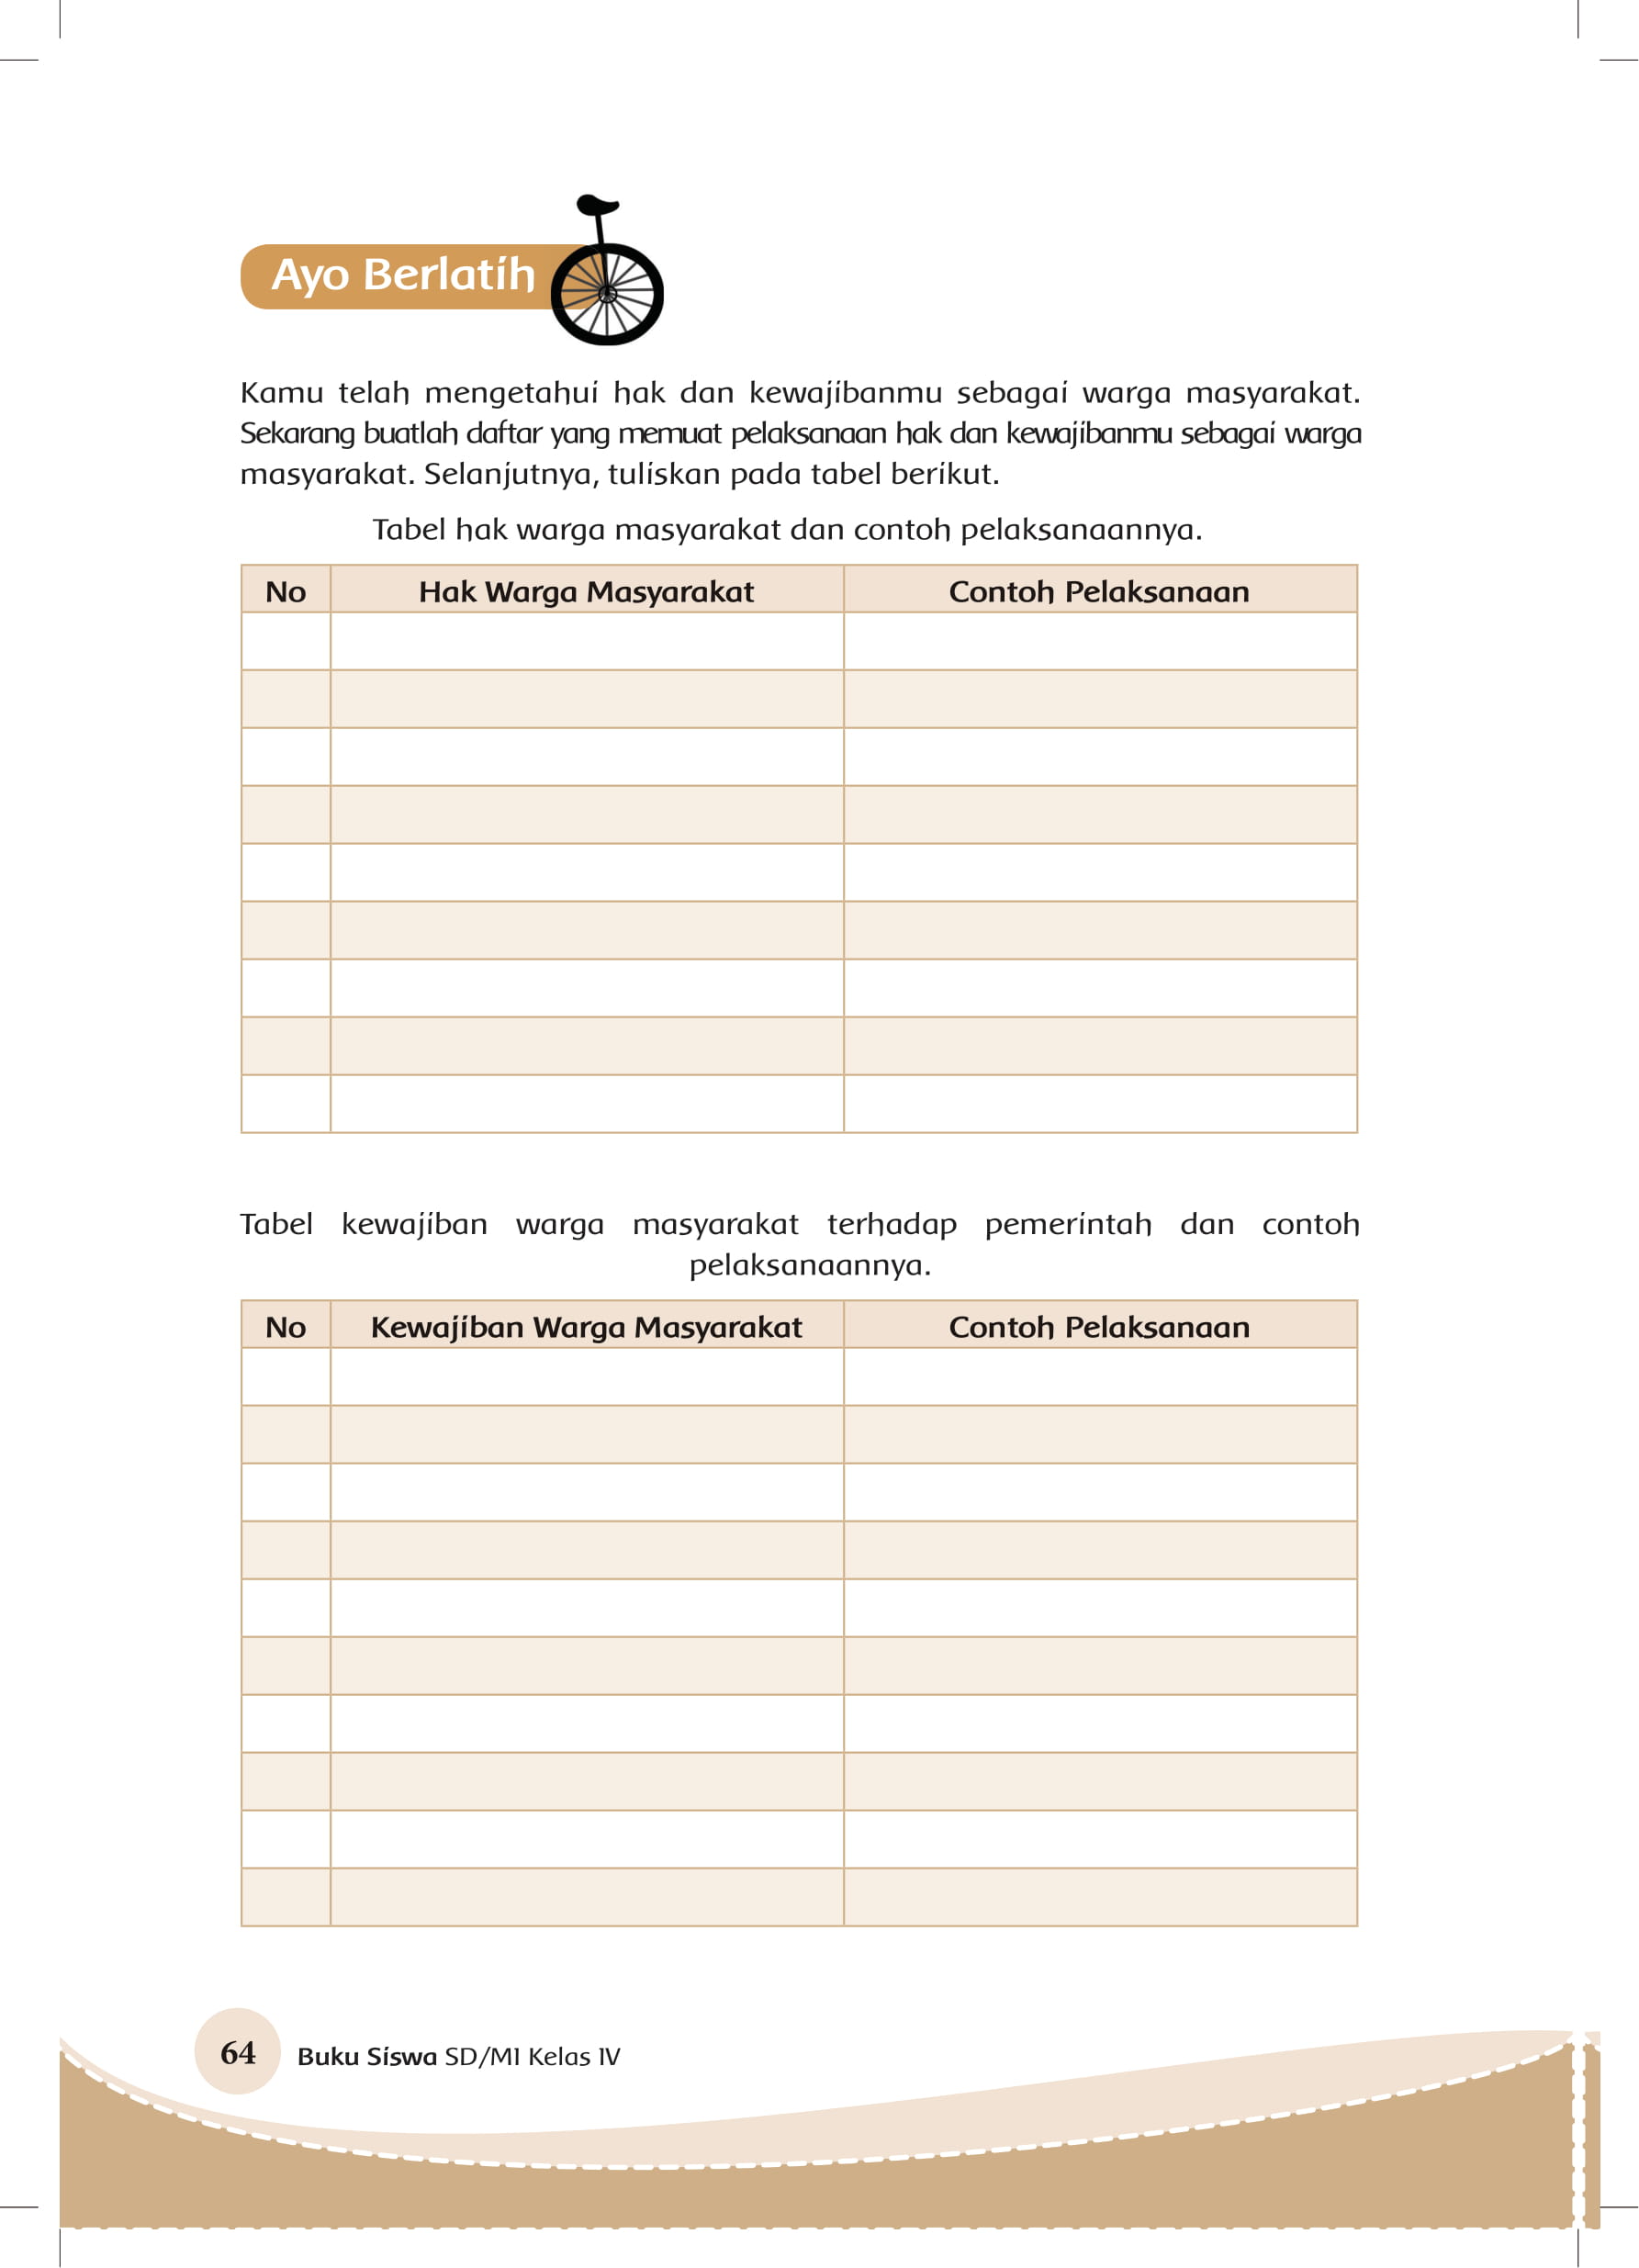 Ayo Berlatih
Kamu telah mengetahui hak dan kewajibanmu sebagai warga masyarakat.
Sekarang buatlah daftar yang memuat pelaksanaan hak dan kewajibanmu sebagai warga
masyarakat. Selanjutnya, tuliskan pada tabel berikut.
Tabel hak warga masyarakat dan contoh pelaksanaannya.
No Hak Warga Masyarakat Contoh Pelaksanaan
Tabel kewajiban warga masyarakat terhadap pemerintah dan contoh
pelaksanaannya.
No Kewajiban Warga Masyarakat Contoh Pelaksanaan
64 Buku Siswa SD/MI Kelas IV